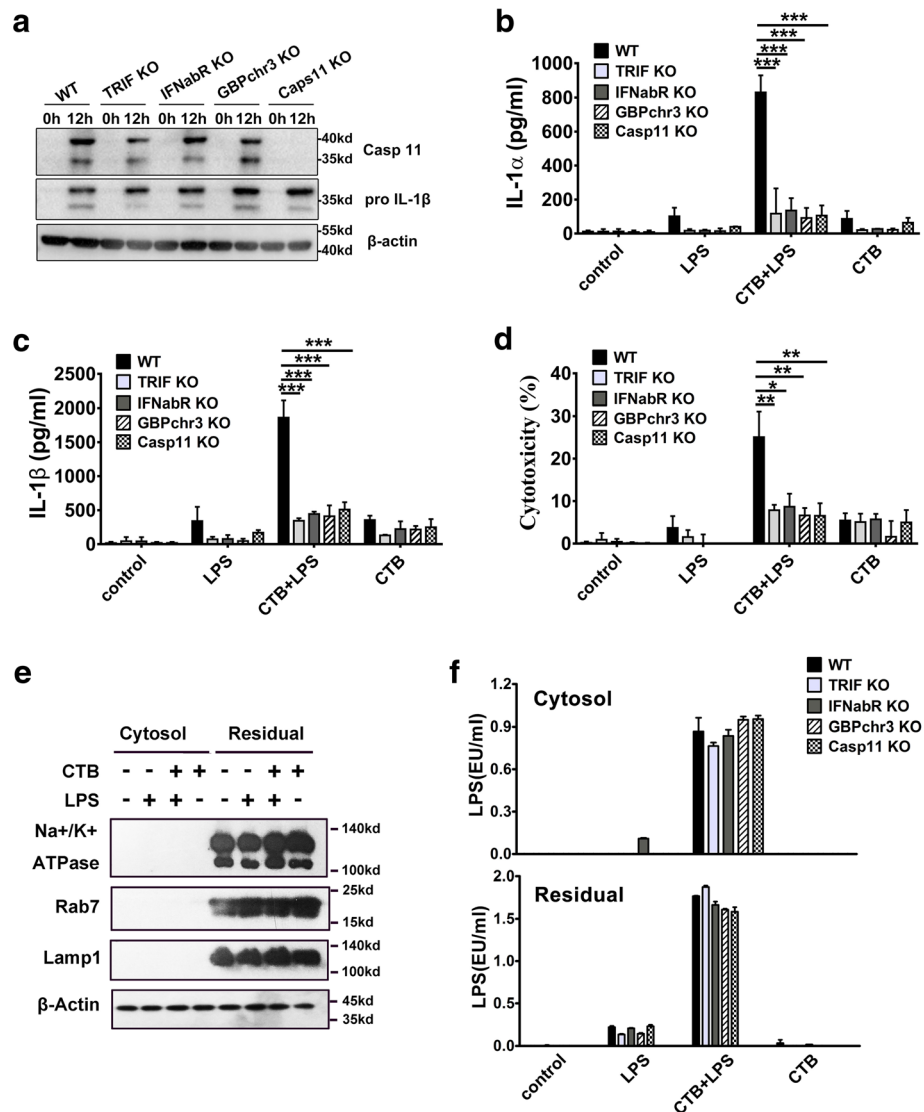 a
WT TRIF KO IFNabR KO GBPchr3 KO Caps11 KO
0h 12h 0h 12h 0h 12h 0h 12h 0h 12h
-40kd
Casp 11
-35kd
-35kd
pro IL-1β
-55kd
β-actin
-40kd
b
***
***
***
***
WT
TRIF KO
IFNabR KO
GBPchr3 KO
Casp11 KO
IL-1α (pg/ml)
1000
800
600
400
200
0
control LPS CTB+LPS CTB
c
***
***
***
***
WT
TRIF KO
IFNabR KO
GBPchr3 KO
Casp11 KO
IL-1β (pg/ml)
2500
2000
1500
1000
500
0
control LPS CTB+LPS CTB
d
**
**
*
**
WT
TRIF KO
IFNabR KO
GBPchr3 KO
Casp11 KO
Cytotoxicity (%)
40
30
20
10
0
control LPS CTB+LPS CTB
e
Cytosol Residual
CTB - - + + - - + +
LPS - + + - - + + -
Na+/K+
ATPase
- 140kd
- 100kd
Rab7
- 25kd
- 15kd
Lamp1
- 140kd
- 100kd
β-Actin
- 45kd
- 35kd
f
WT
TRIF KO
IFNabR KO
GBPchr3 KO
Casp11 KO
Cytosol
LPS(EU/ml)
1.2
0.9
0.6
0.3
0.0
Residual
LPS(EU/ml)
2.0
1.5
1.0
0.5
0.0
control LPS CTB+LPS CTB